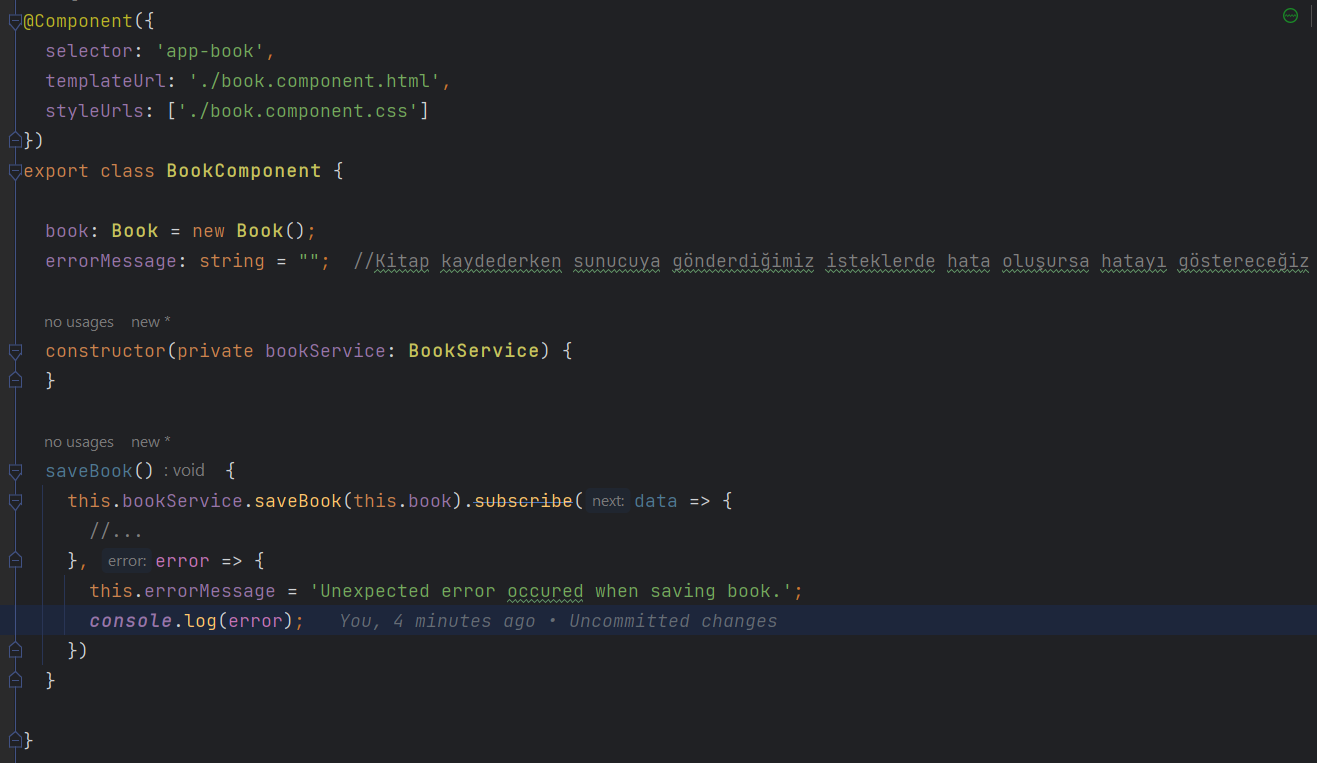 @Component({
  selector: 'app-book',
  templateUrl: './book.component.html',
  styleUrls: ['./book.component.css']
})
export class BookComponent {
  book: Book = new Book();
  errorMessage: string = "";  //Kitap kaydederken sunucuya gönderdiğimiz isteklerde hata oluşursa hatayı göstereceğiz
  no usages   new *
  constructor(private bookService: BookService) {
  }
  no usages   new *
  saveBook() : void  {
    this.bookService.saveBook(this.book).subscribe( next: data => {
      //...
    }, error: error => {
      this.errorMessage = 'Unexpected error occured when saving book.';
      console.log(error);   You, 4 minutes ago • Uncommitted changes
    })
  }
}